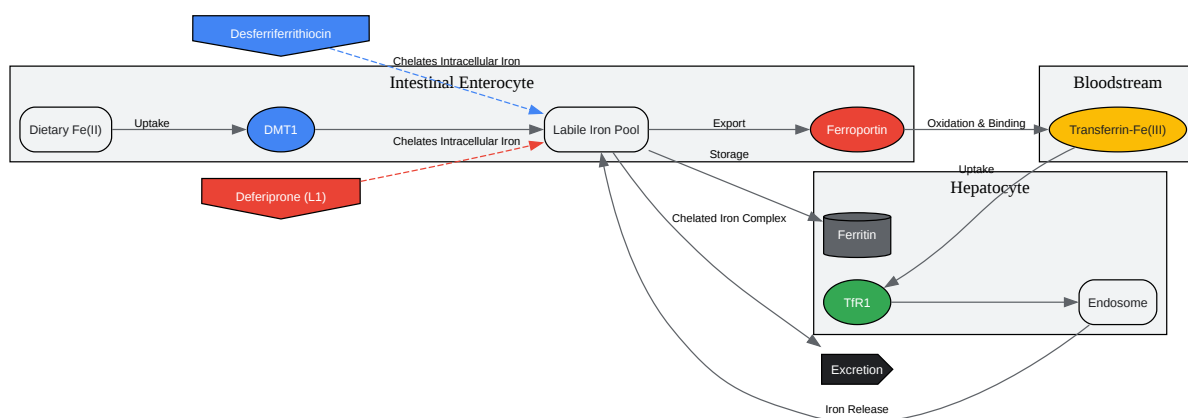 Desferriferrithiocin
Chelates Intracellular Iron
Intestinal Enterocyte
Bloodstream
Dietary Fe(II)
Uptake
DMT1
Labile Iron Pool
Export
Ferroportin
Oxidation & Binding
Transferrin-Fe(III)
Chelates Intracellular Iron
Storage
Uptake
Deferiprone (L1)
Hepatocyte
Chelated Iron Complex
Ferritin
TfR1
Endosome
Excretion
Iron Release